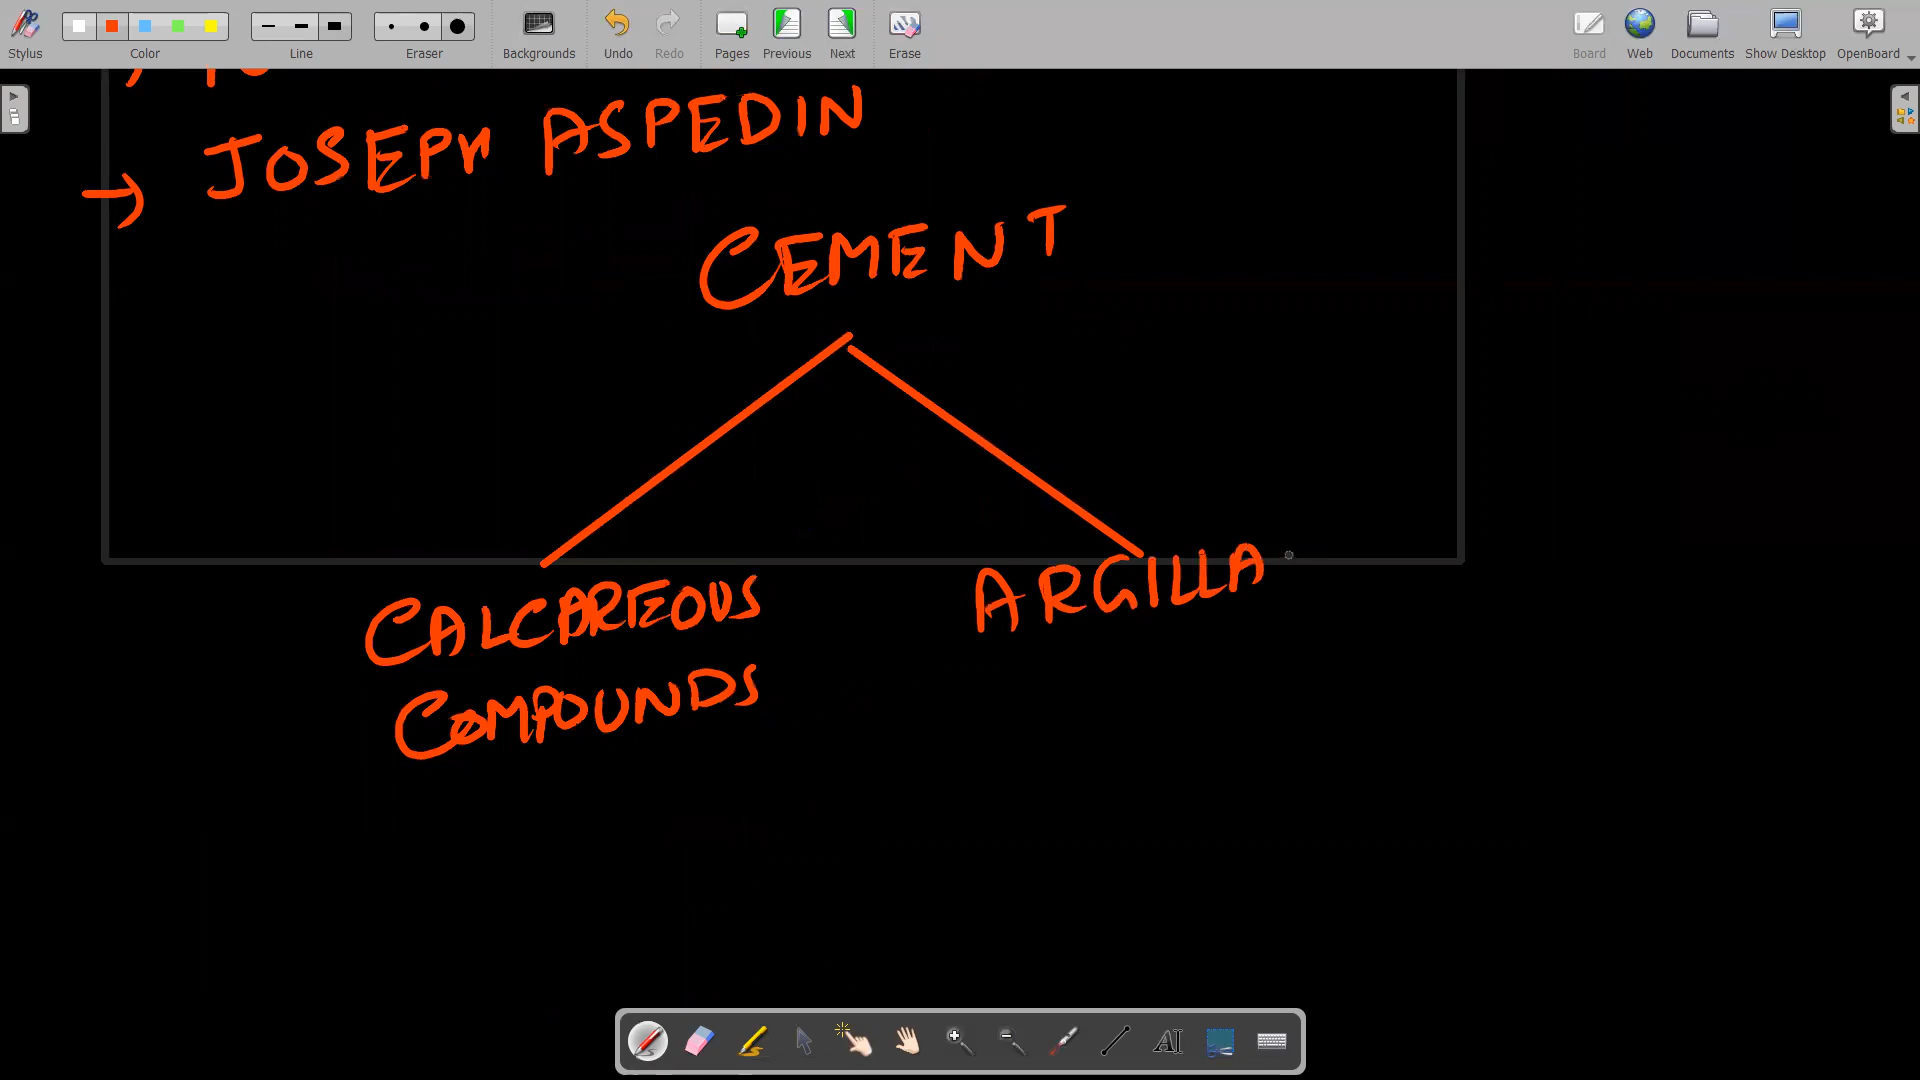 Stylus Color Line Eraser Backgrounds Undo Redo Pages Previous Next Erase Board Web Documents Show Desktop OpenBoard
→ JOSEPH ASPEDIN
CEMENT
CALCAREOUS ARGILLA
COMPOUNDS